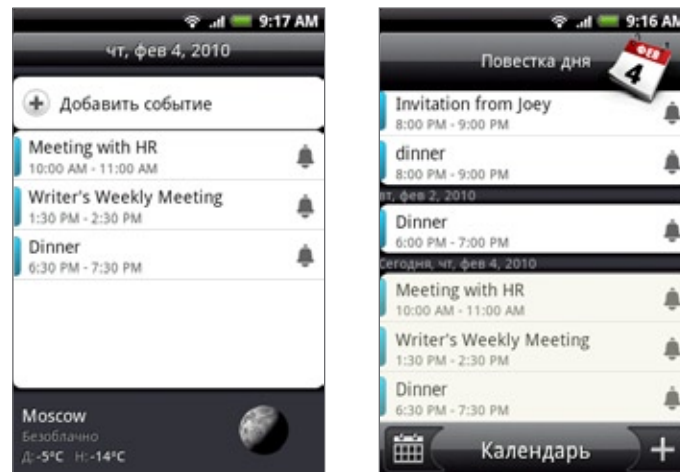 9:17 AM
чт, фев 4, 2010
Добавить событие
Meeting with HR
10:00 AM - 11:00 AM
Writer's Weekly Meeting
1:30 PM - 2:30 PM
Dinner
6:30 PM - 7:30 PM
Moscow
Безоблачно
Д: -5°C Н: -14°C
9:16 AM
Повестка дня
ФЕВ
4
Invitation from Joey
8:00 PM - 9:00 PM
dinner
8:00 PM - 9:00 PM
вт, фев 2, 2010
Dinner
6:00 PM - 7:00 PM
Сегодня, чт, фев 4, 2010
Meeting with HR
10:00 AM - 11:00 AM
Writer's Weekly Meeting
1:30 PM - 2:30 PM
Dinner
6:30 PM - 7:30 PM
Календарь